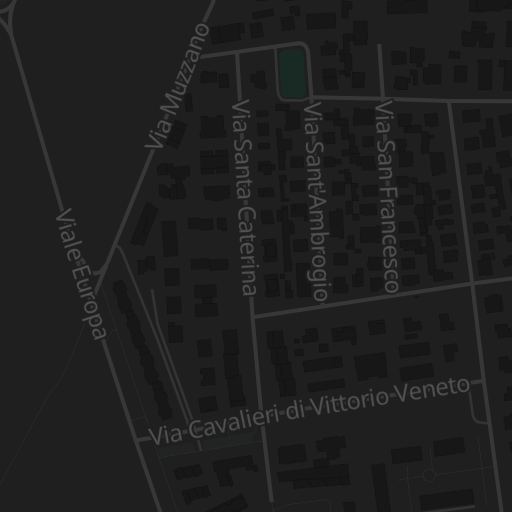 Via Muzzano
Via Santa Caterina
Via Sant'Ambrogio
Via San Francesco
Viale Europa
Via Cavalieri di Vittorio Veneto